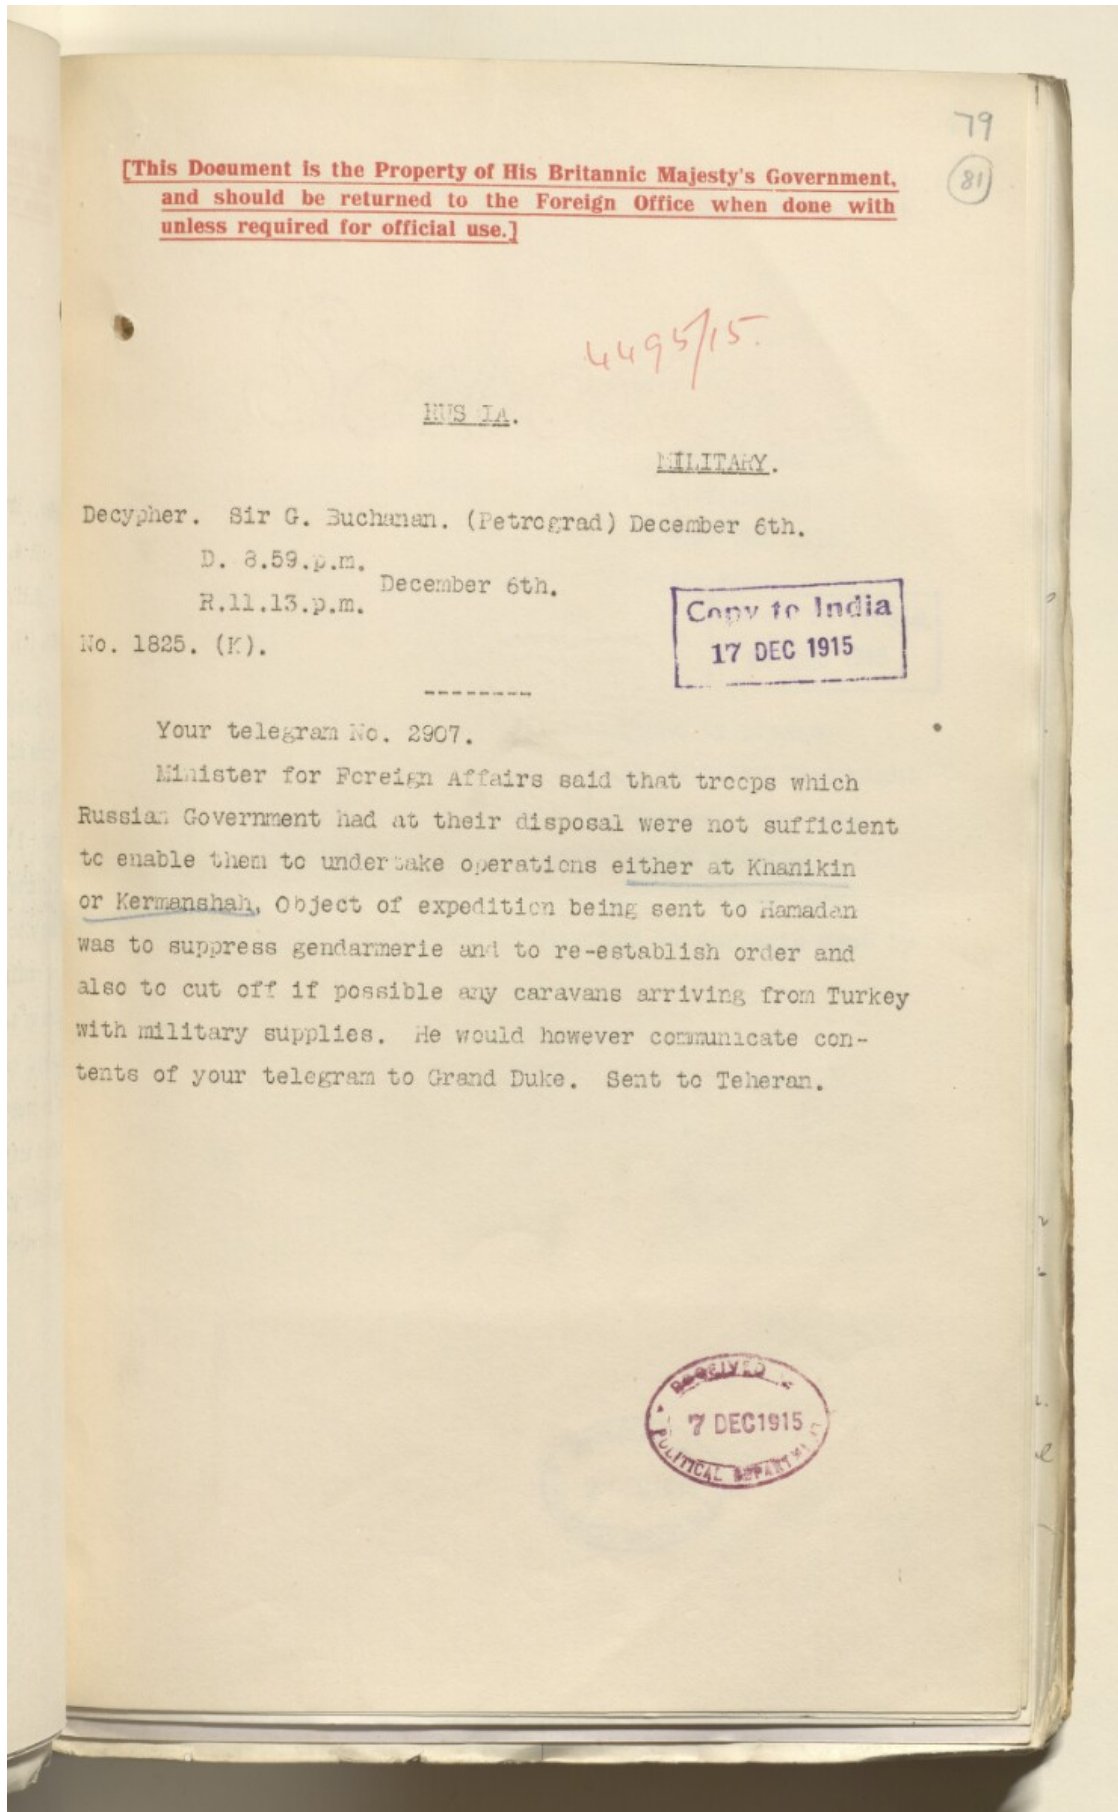 79
81
[This Document is the Property of His Britannic Majesty's Government,
and should be returned to the Foreign Office when done with
unless required for official use.]
4495/15.
RUSSIA.
MILITARY.
Decypher. Sir G. Buchanan. (Petrograd) December 6th.
D. 8.59.p.m.
December 6th.
R.11.13.p.m.
No. 1825. (K).
Copy to India
17 DEC 1915
---------
Your telegram No. 2907.
Minister for Foreign Affairs said that troops which
Russian Government had at their disposal were not sufficient
to enable them to undertake operations either at Khanikin
or Kermanshah, Object of expedition being sent to Hamadan
was to suppress gendarmerie and to re-establish order and
also to cut off if possible any caravans arriving from Turkey
with military supplies. He would however communicate con-
tents of your telegram to Grand Duke. Sent to Teheran.
RECEIVED
7 DEC 1915
POLITICAL DEPARTMENT